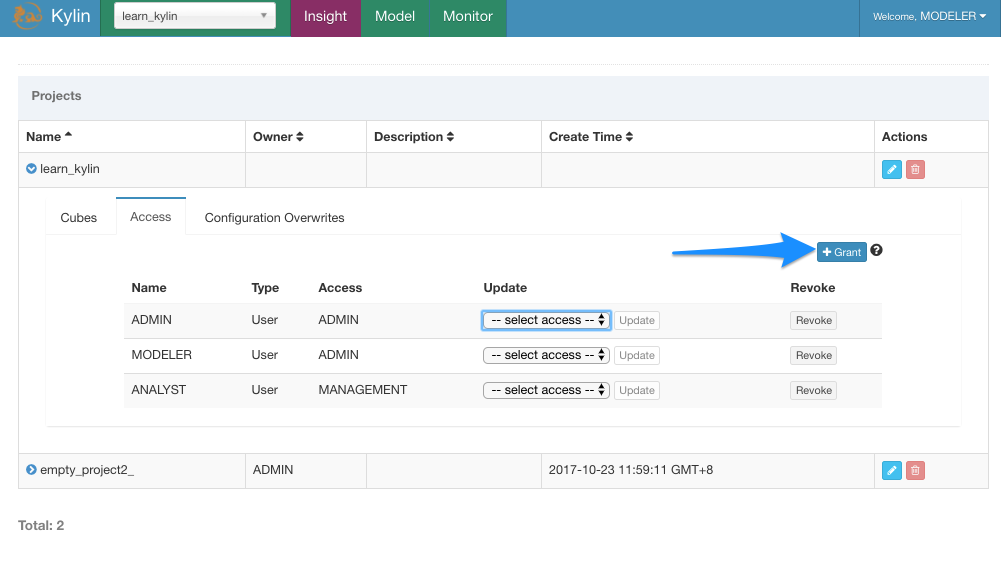 Kylin learn_kylin Insight Model Monitor Welcome, MODELER
Projects
Name Owner Description Create Time Actions
learn_kylin
Cubes Access Configuration Overwrites
+ Grant ?
Name Type Access Update Revoke
ADMIN User ADMIN -- select access -- Update Revoke
MODELER User ADMIN -- select access -- Update Revoke
ANALYST User MANAGEMENT -- select access -- Update Revoke
empty_project2_ ADMIN 2017-10-23 11:59:11 GMT+8
Total: 2